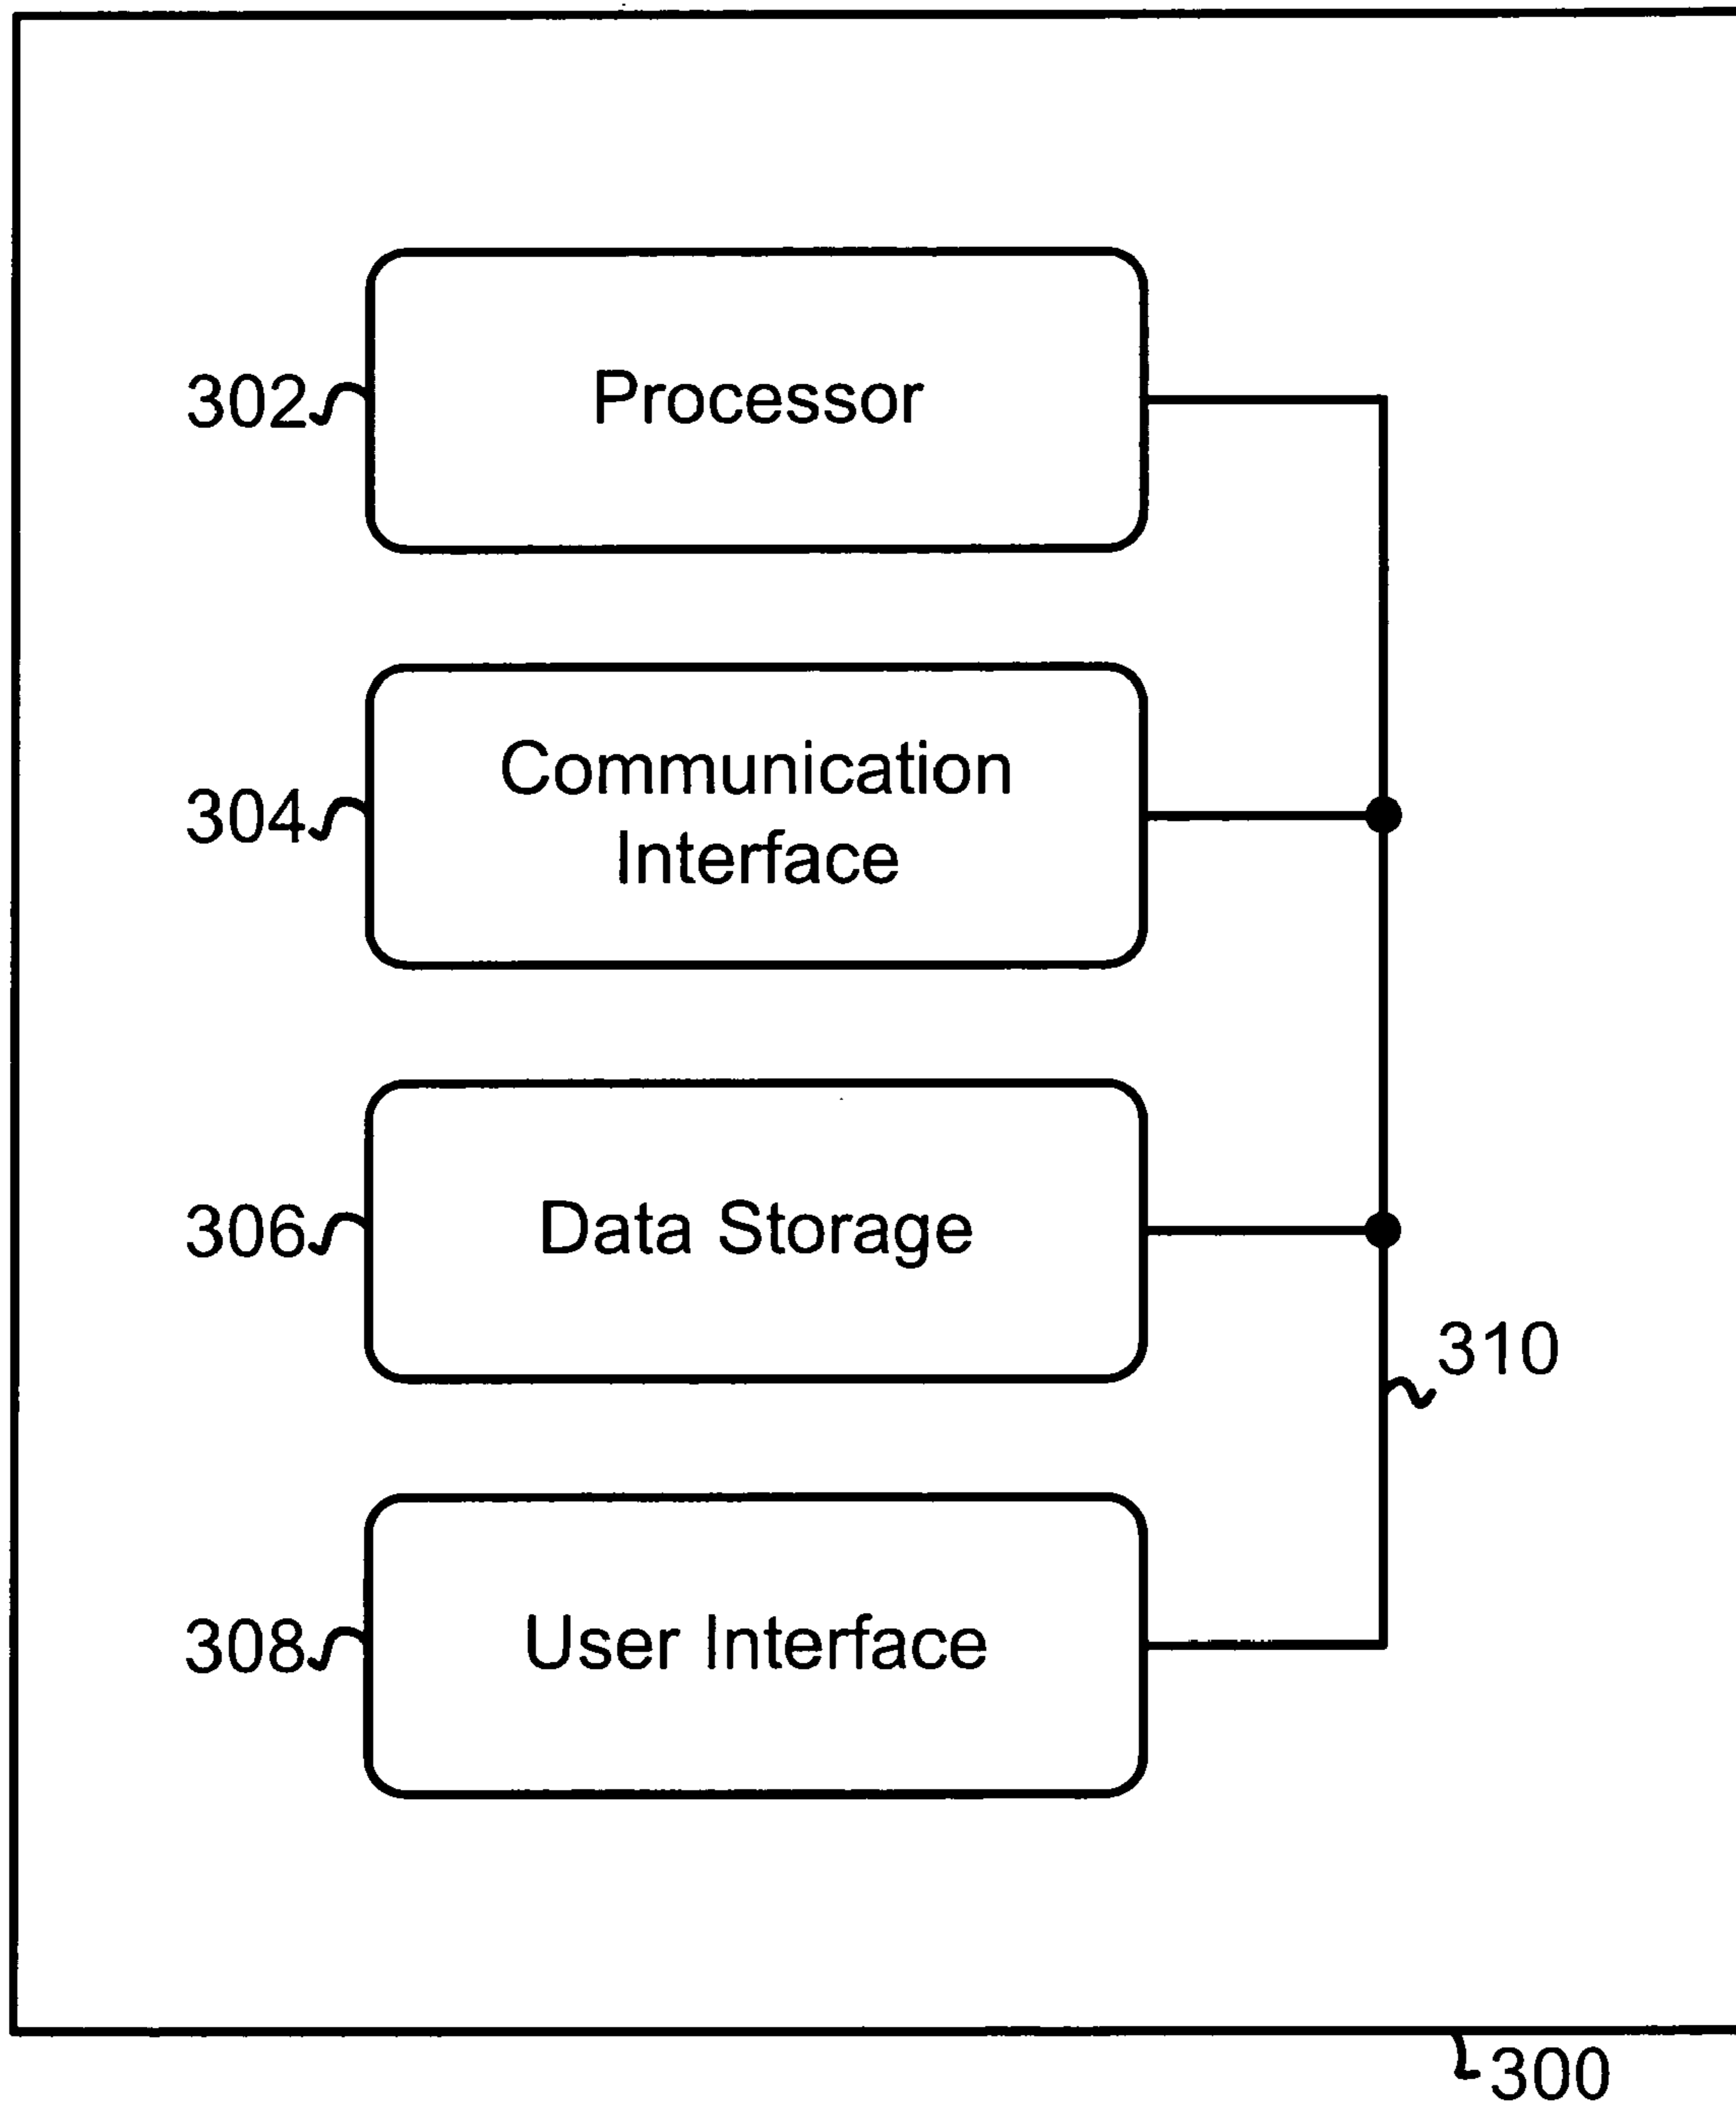 302
Processor
304
Communication
Interface
306
Data Storage
310
308
User Interface
300